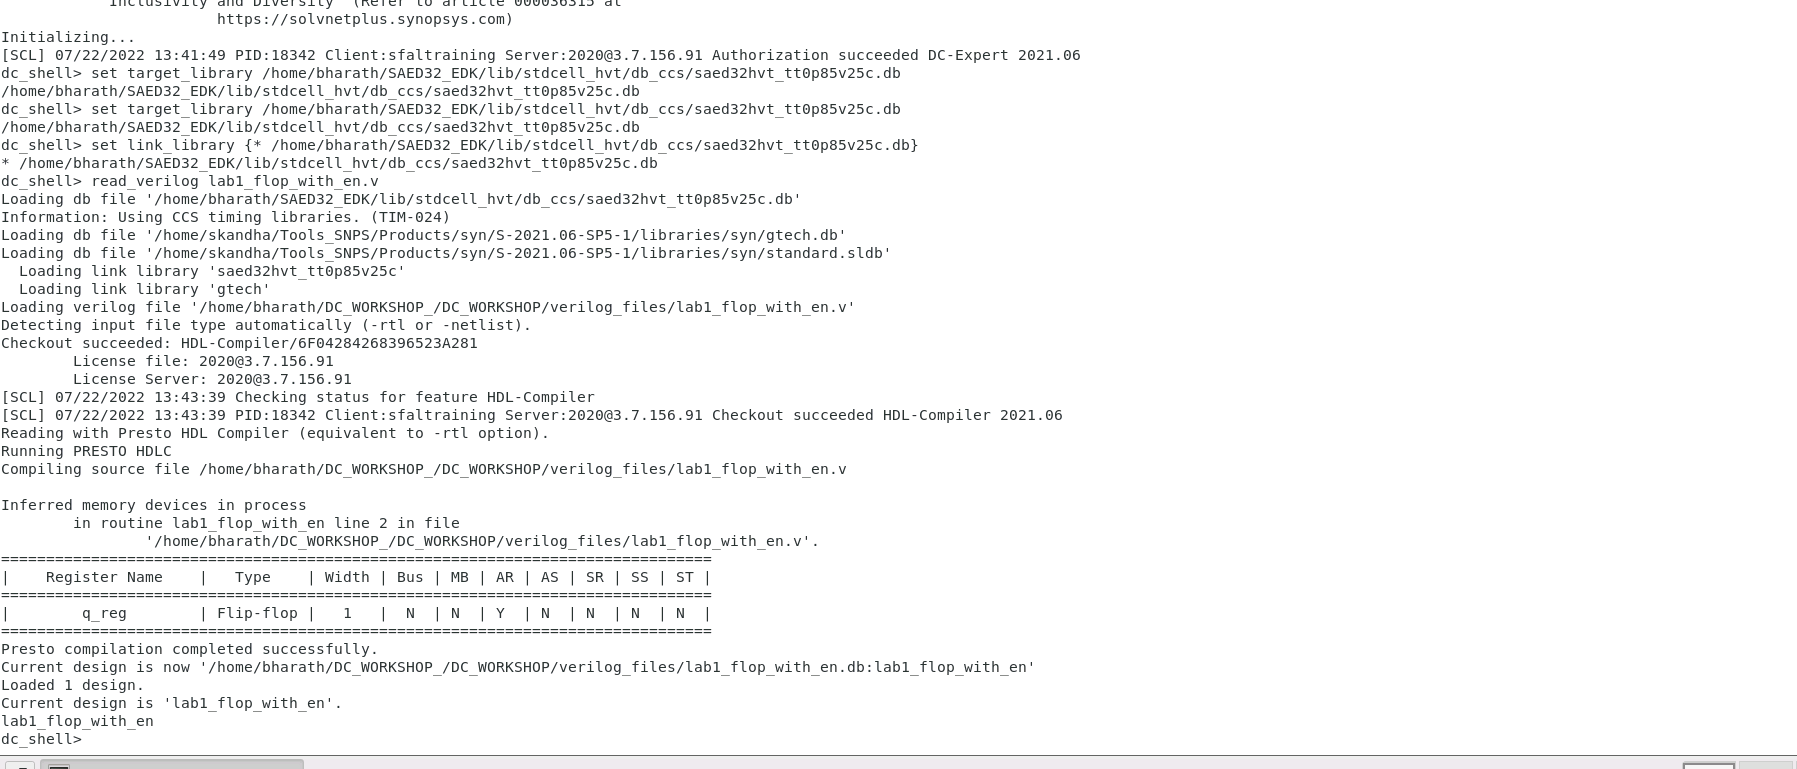 Inclusivity and Diversity" (Refer to article 000036315 at
https://solvnetplus.synopsys.com)
Initializing...
[SCL] 07/22/2022 13:41:49 PID:18342 Client:sfaltraining Server:2020@3.7.156.91 Authorization succeeded DC-Expert 2021.06
dc_shell> set target_library /home/bharath/SAED32_EDK/lib/stdcell_hvt/db_ccs/saed32hvt_tt0p85v25c.db
/home/bharath/SAED32_EDK/lib/stdcell_hvt/db_ccs/saed32hvt_tt0p85v25c.db
dc_shell> set target_library /home/bharath/SAED32_EDK/lib/stdcell_hvt/db_ccs/saed32hvt_tt0p85v25c.db
/home/bharath/SAED32_EDK/lib/stdcell_hvt/db_ccs/saed32hvt_tt0p85v25c.db
dc_shell> set link_library {* /home/bharath/SAED32_EDK/lib/stdcell_hvt/db_ccs/saed32hvt_tt0p85v25c.db}
* /home/bharath/SAED32_EDK/lib/stdcell_hvt/db_ccs/saed32hvt_tt0p85v25c.db
dc_shell> read_verilog lab1_flop_with_en.v
Loading db file '/home/bharath/SAED32_EDK/lib/stdcell_hvt/db_ccs/saed32hvt_tt0p85v25c.db'
Information: Using CCS timing libraries. (TIM-024)
Loading db file '/home/skandha/Tools_SNPS/Products/syn/S-2021.06-SP5-1/libraries/syn/gtech.db'
Loading db file '/home/skandha/Tools_SNPS/Products/syn/S-2021.06-SP5-1/libraries/syn/standard.sldb'
  Loading link library 'saed32hvt_tt0p85v25c'
  Loading link library 'gtech'
Loading verilog file '/home/bharath/DC_WORKSHOP_/DC_WORKSHOP/verilog_files/lab1_flop_with_en.v'
Detecting input file type automatically (-rtl or -netlist).
Checkout succeeded: HDL-Compiler/6F04284268396523A281
        License file: 2020@3.7.156.91
        License Server: 2020@3.7.156.91
[SCL] 07/22/2022 13:43:39 Checking status for feature HDL-Compiler
[SCL] 07/22/2022 13:43:39 PID:18342 Client:sfaltraining Server:2020@3.7.156.91 Checkout succeeded HDL-Compiler 2021.06
Reading with Presto HDL Compiler (equivalent to -rtl option).
Running PRESTO HDLC
Compiling source file /home/bharath/DC_WORKSHOP_/DC_WORKSHOP/verilog_files/lab1_flop_with_en.v
Inferred memory devices in process
        in routine lab1_flop_with_en line 2 in file
                '/home/bharath/DC_WORKSHOP_/DC_WORKSHOP/verilog_files/lab1_flop_with_en.v'.
===============================================================================
|    Register Name    |   Type    | Width | Bus | MB | AR | AS | SR | SS | ST |
===============================================================================
|        q_reg        | Flip-flop |   1   |  N  | N  | Y  | N  | N  | N  | N  |
===============================================================================
Presto compilation completed successfully.
Current design is now '/home/bharath/DC_WORKSHOP_/DC_WORKSHOP/verilog_files/lab1_flop_with_en.db:lab1_flop_with_en'
Loaded 1 design.
Current design is 'lab1_flop_with_en'.
lab1_flop_with_en
dc_shell>